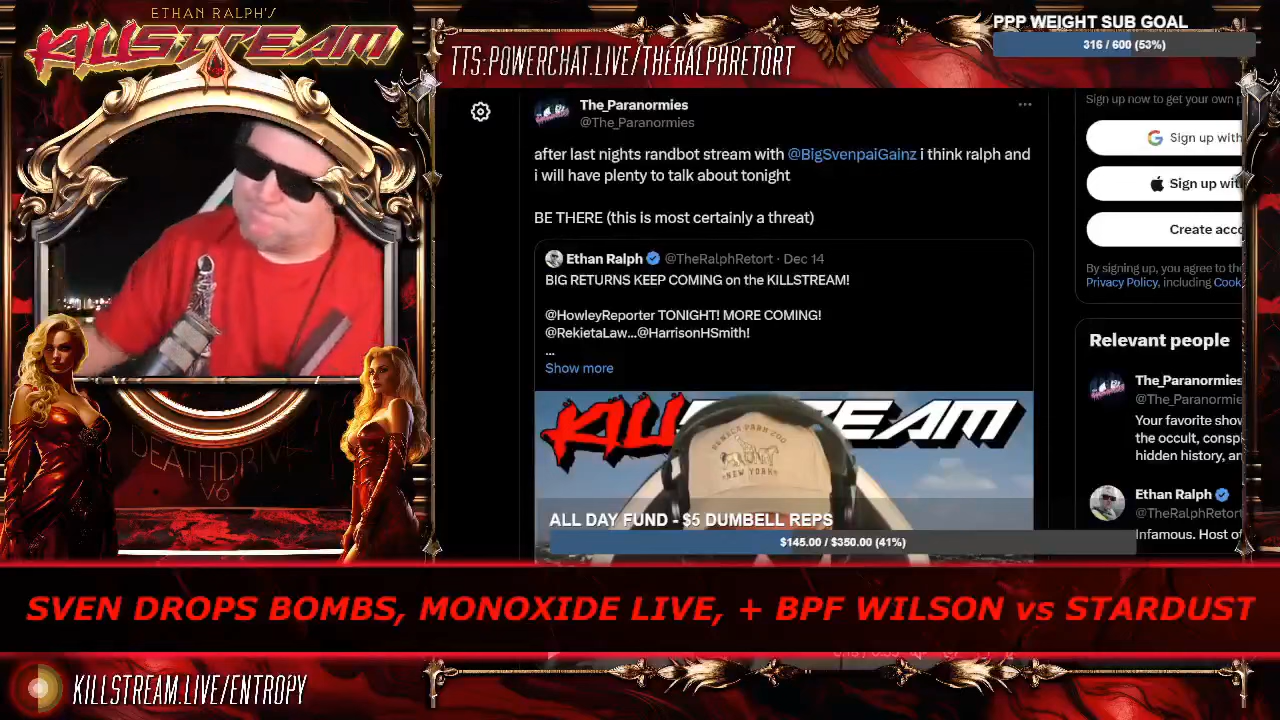 ETHAN RALPH'S
KILLSTREAM
TTS:POWERCHAT.LIVE/THERALPHRETORT
PPP WEIGHT SUB GOAL
316 / 600 (53%)
The_Paranormies
@The_Paranormies
after last nights randbot stream with @BigSvenpaiGainz i think ralph and
i will have plenty to talk about tonight
BE THERE (this is most certainly a threat)
Ethan Ralph @TheRalphRetort · Dec 14
BIG RETURNS KEEP COMING on the KILLSTREAM!
@HowleyReporter TONIGHT! MORE COMING!
@RekietaLaw...@HarrisonHSmith!
...
Show more
KILLSTREAM
NEW YORK
ALL DAY FUND - $5 DUMBELL REPS
$145.00 / $350.00 (41%)
Sign up now to get your own
Sign up with
Sign up with
Create acco
By signing up, you agree to the
Privacy Policy, including Cook
Relevant people
The_Paranormies
@The_Paranormie
Your favorite show
the occult, consp
hidden history, an
Ethan Ralph
@TheRalphRetort
Infamous. Host of
DEATHDR
V6
SVEN DROPS BOMBS, MONOXIDE LIVE, + BPF WILSON vs STARDUST
KILLSTREAM.LIVE/ENTROPY